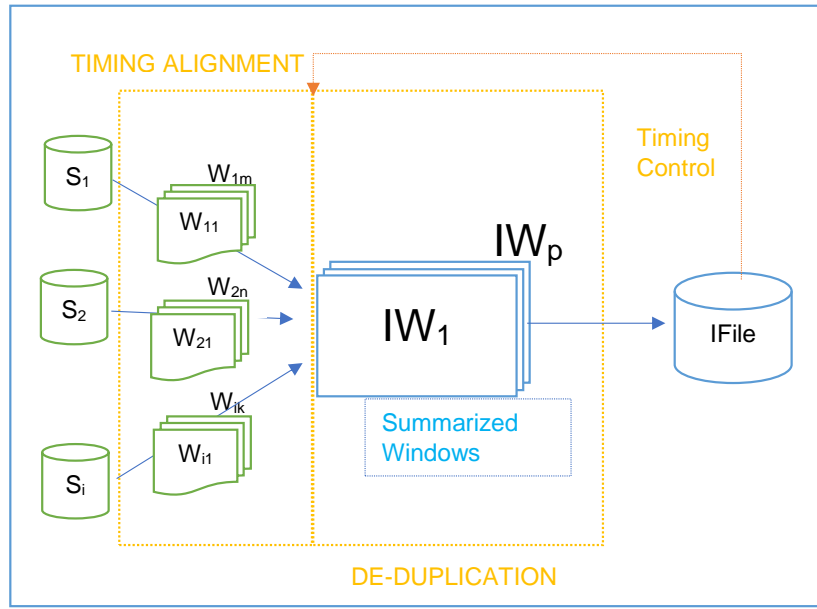 TIMING ALIGNMENT
Timing
Control
S1
W1m
W11
S2
W2n
W21
Si
Wik
Wi1
IWp
IW1
Summarized
Windows
IFile
DE-DUPLICATION